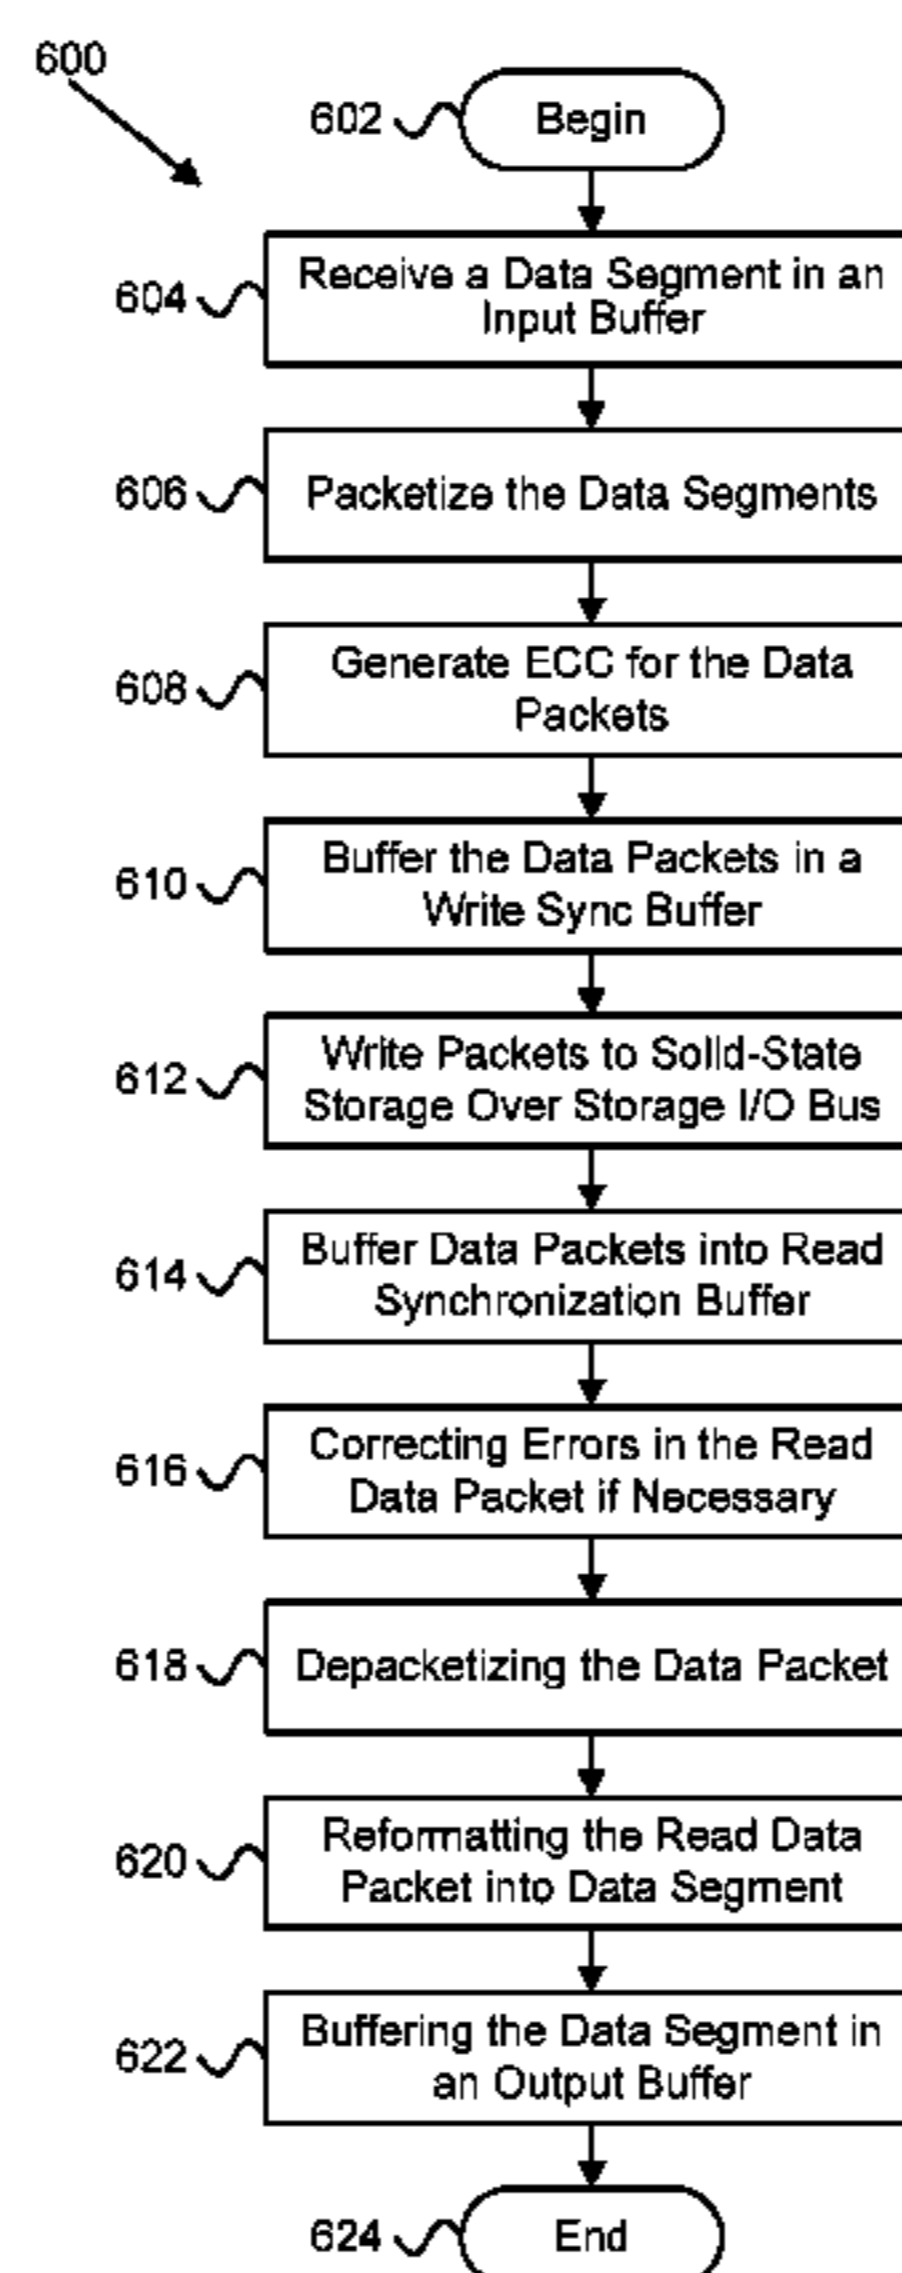 600
602
Begin
604
Receive a Data Segment in an
Input Buffer
606
Packetize the Data Segments
608
Generate ECC for the Data
Packets
610
Buffer the Data Packets in a
Write Sync Buffer
612
Write Packets to Solid-State
Storage Over Storage I/O Bus
614
Buffer Data Packets into Read
Synchronization Buffer
616
Correcting Errors in the Read
Data Packet if Necessary
618
Depacketizing the Data Packet
620
Reformatting the Read Data
Packet into Data Segment
622
Buffering the Data Segment in
an Output Buffer
624
End